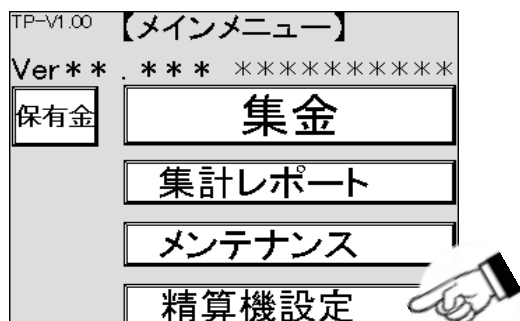 TP-V1.00 【メインメニュー】
Ver**.*** **********
保有金
集金
集計レポート
メンテナンス
精算機設定